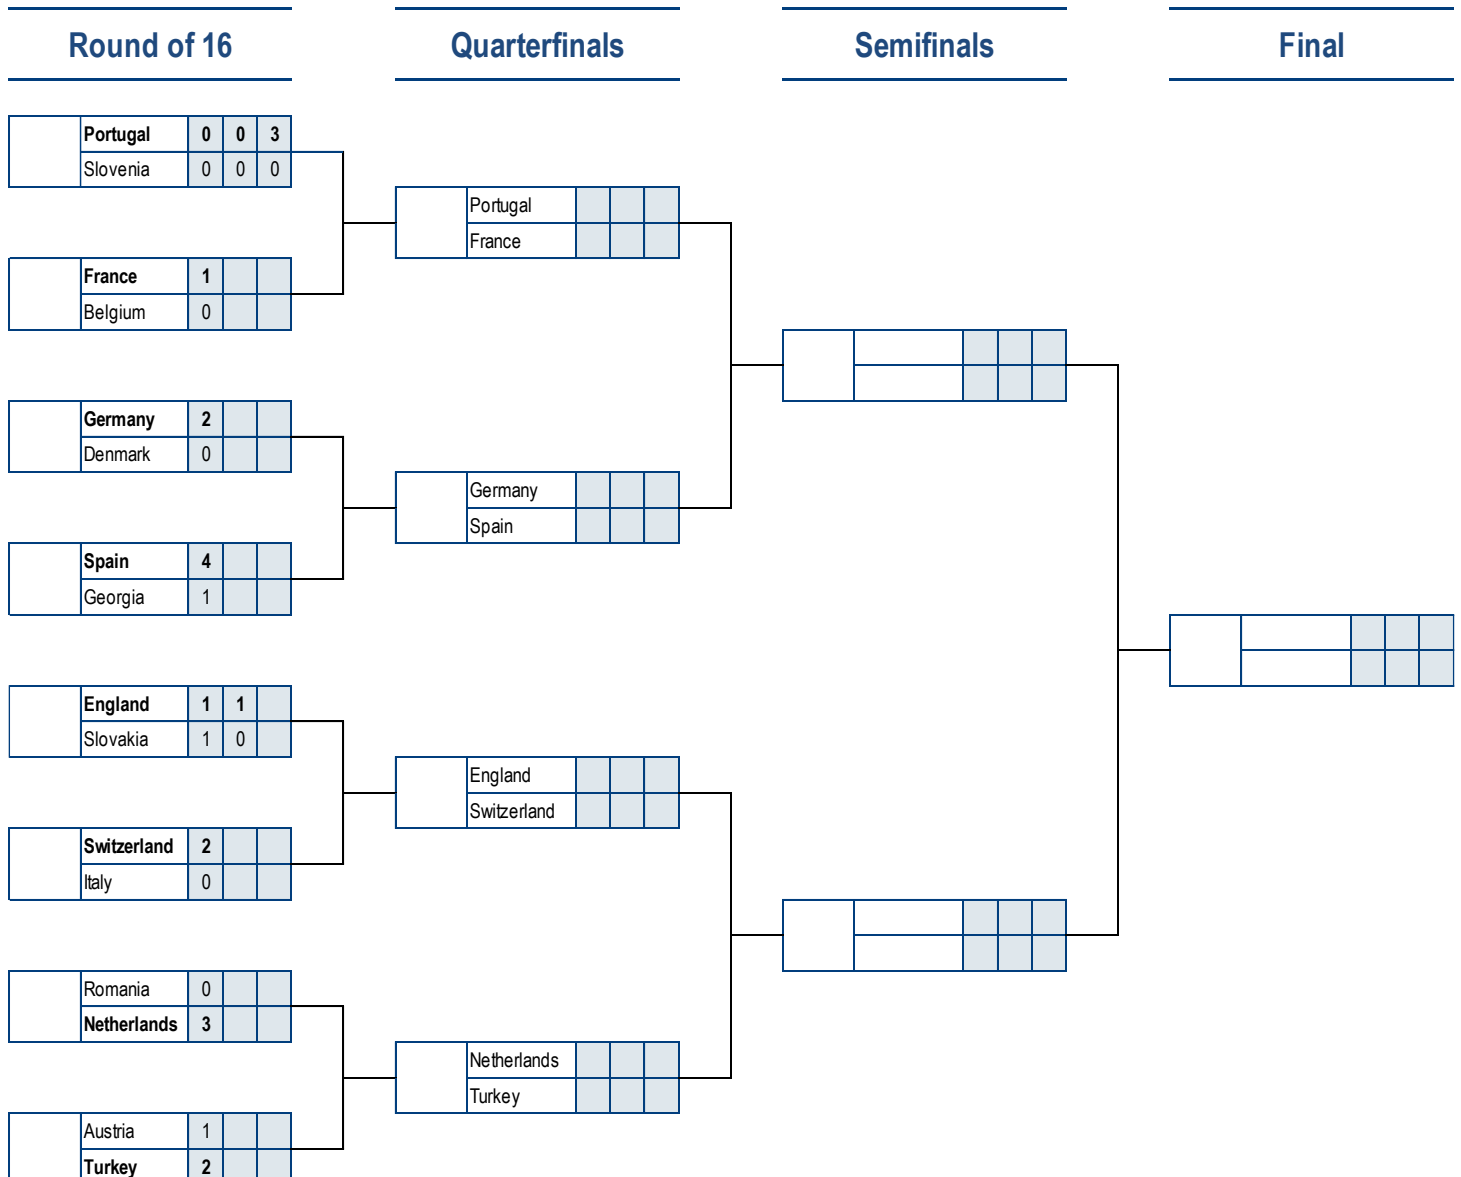 Round of 16
Quarterfinals
Semifinals
Final
Portugal 0 0 3
Slovenia 0 0 0
Portugal
France
France 1
Belgium 0
Germany 2
Denmark 0
Germany
Spain
Spain 4
Georgia 1
England 1 1
Slovakia 1 0
England
Switzerland
Switzerland 2
Italy 0
Romania 0
Netherlands 3
Netherlands
Turkey
Austria 1
Turkey 2